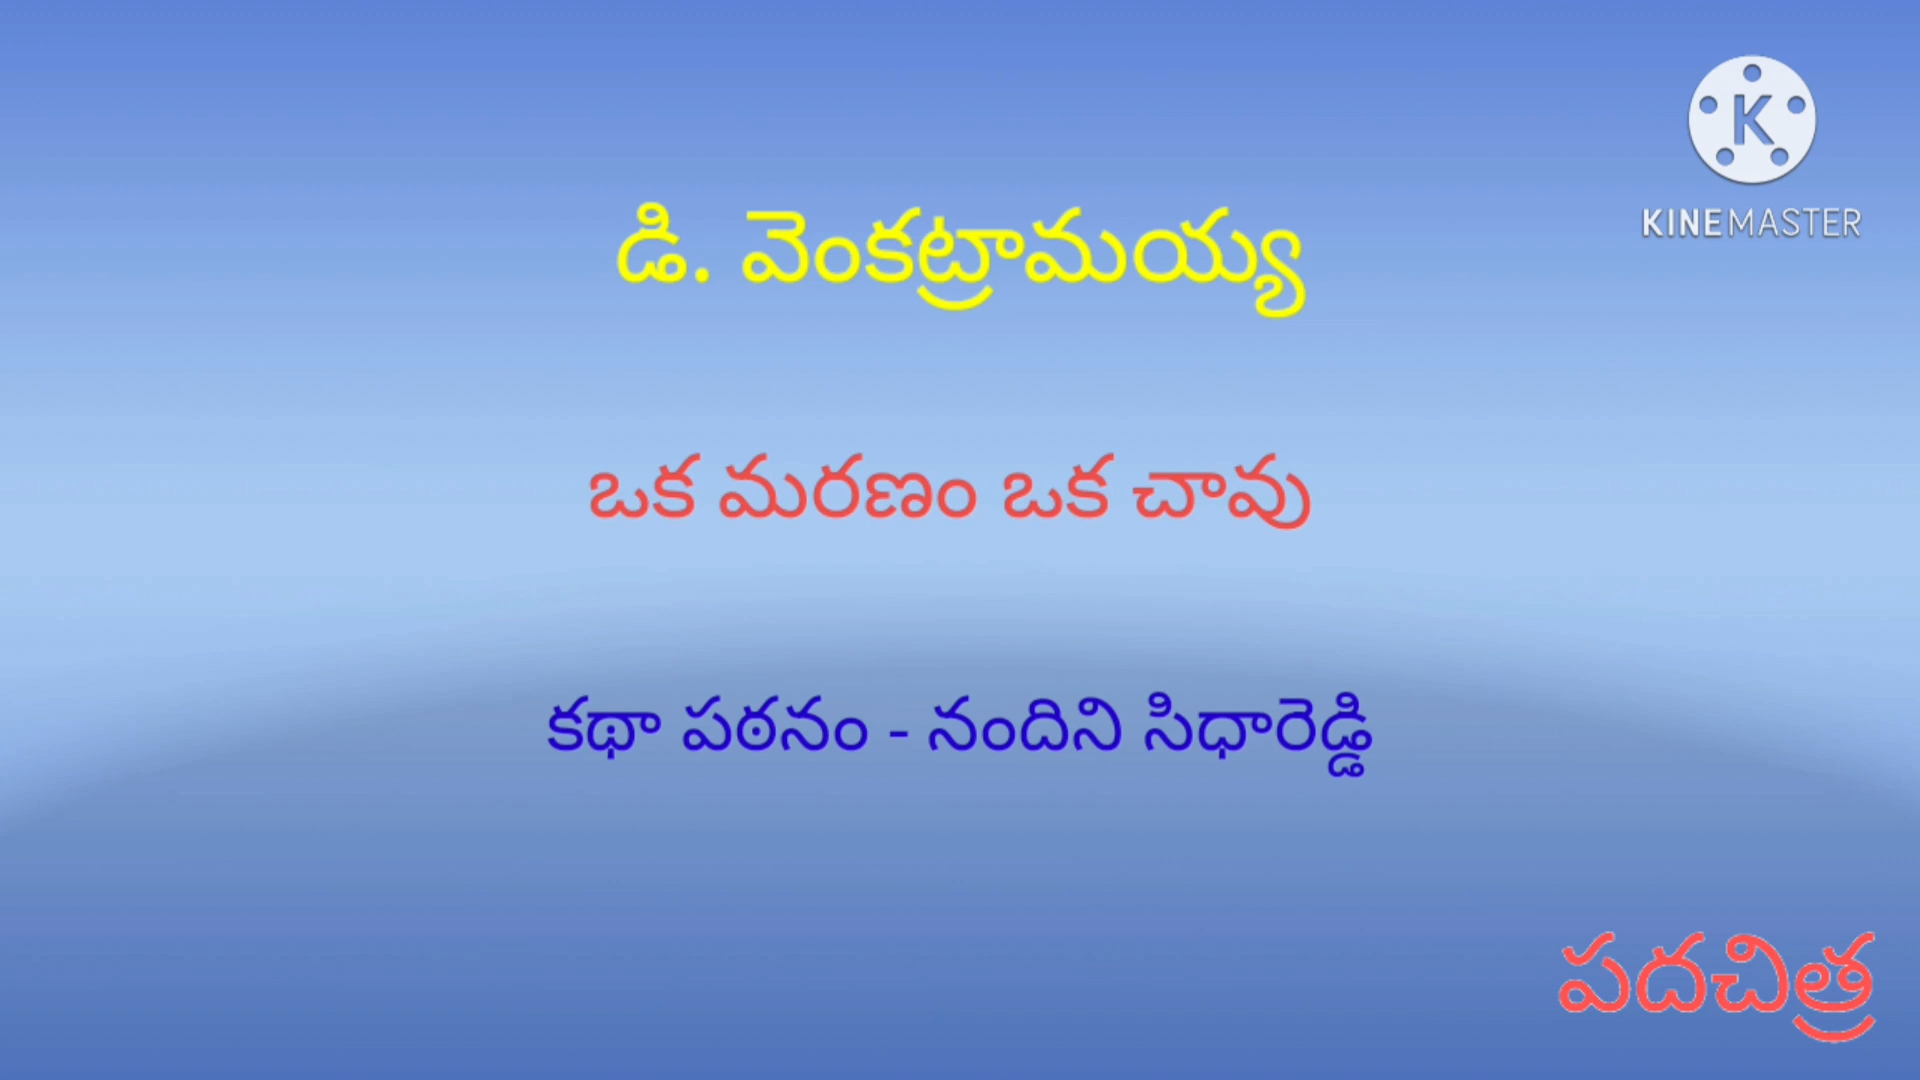 KINEMASTER
డి. వెంకట్రామయ్య
ఒక మరణం ఒక చావు
కథా పఠనం - నందిని సిధారెడ్డి
పదచిత్ర